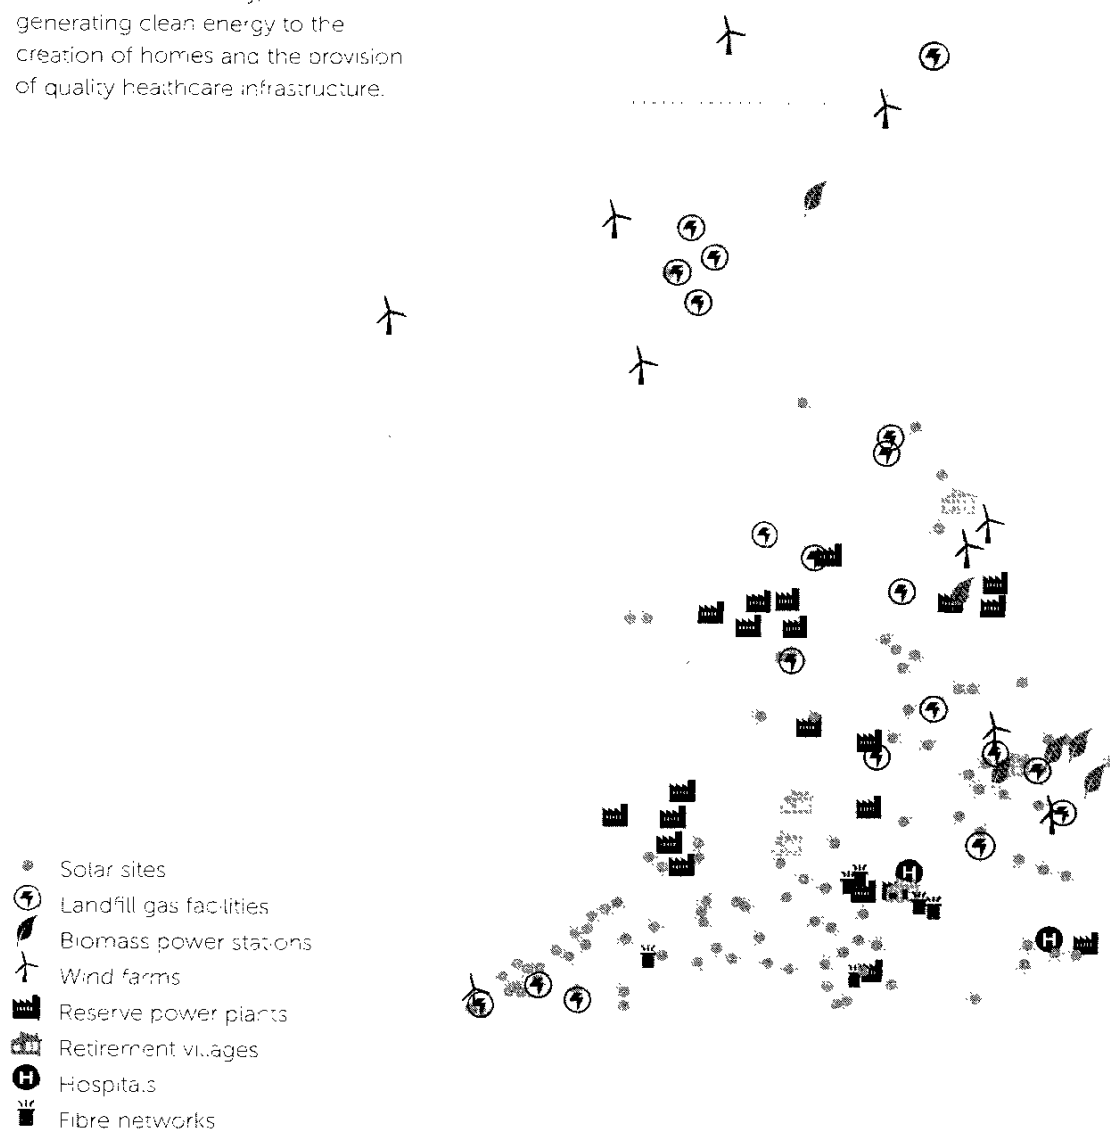 generating clean energy to the
creation of homes and the provision
of quality healthcare infrastructure.
Solar sites
Landfill gas facilities
Biomass power stations
Wind farms
Reserve power plants
Retirement villages
Hospitals
Fibre networks